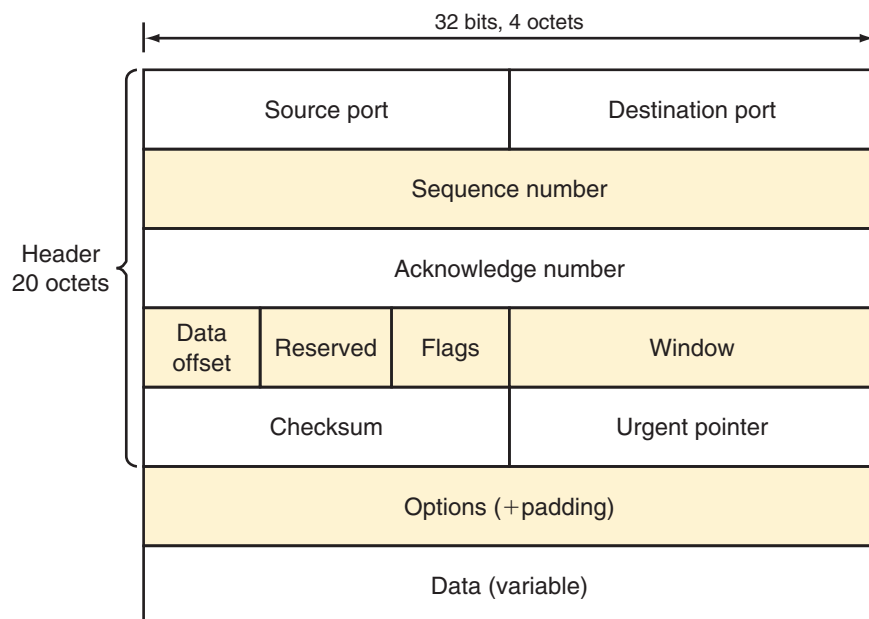 32 bits, 4 octets
Source port
Destination port
Sequence number
Header
20 octets
Acknowledge number
Data
offset
Reserved
Flags
Window
Checksum
Urgent pointer
Options (+padding)
Data (variable)